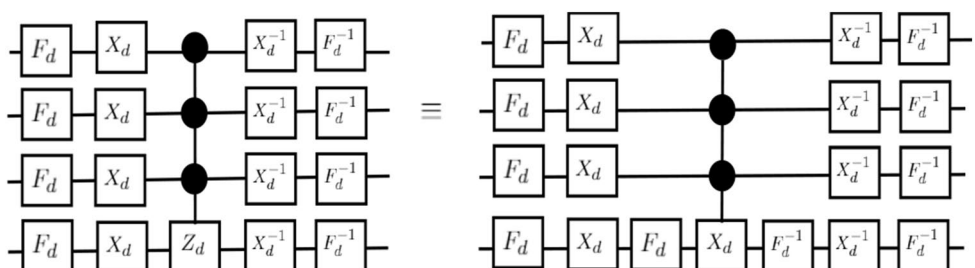 F_d X_d X_d^{-1} F_d^{-1} F_d X_d X_d^{-1} F_d^{-1}
F_d X_d X_d^{-1} F_d^{-1} ≡ F_d X_d X_d^{-1} F_d^{-1}
F_d X_d X_d^{-1} F_d^{-1} F_d X_d X_d^{-1} F_d^{-1}
F_d X_d Z_d X_d^{-1} F_d^{-1} F_d X_d F_d X_d F_d^{-1} X_d^{-1} F_d^{-1}